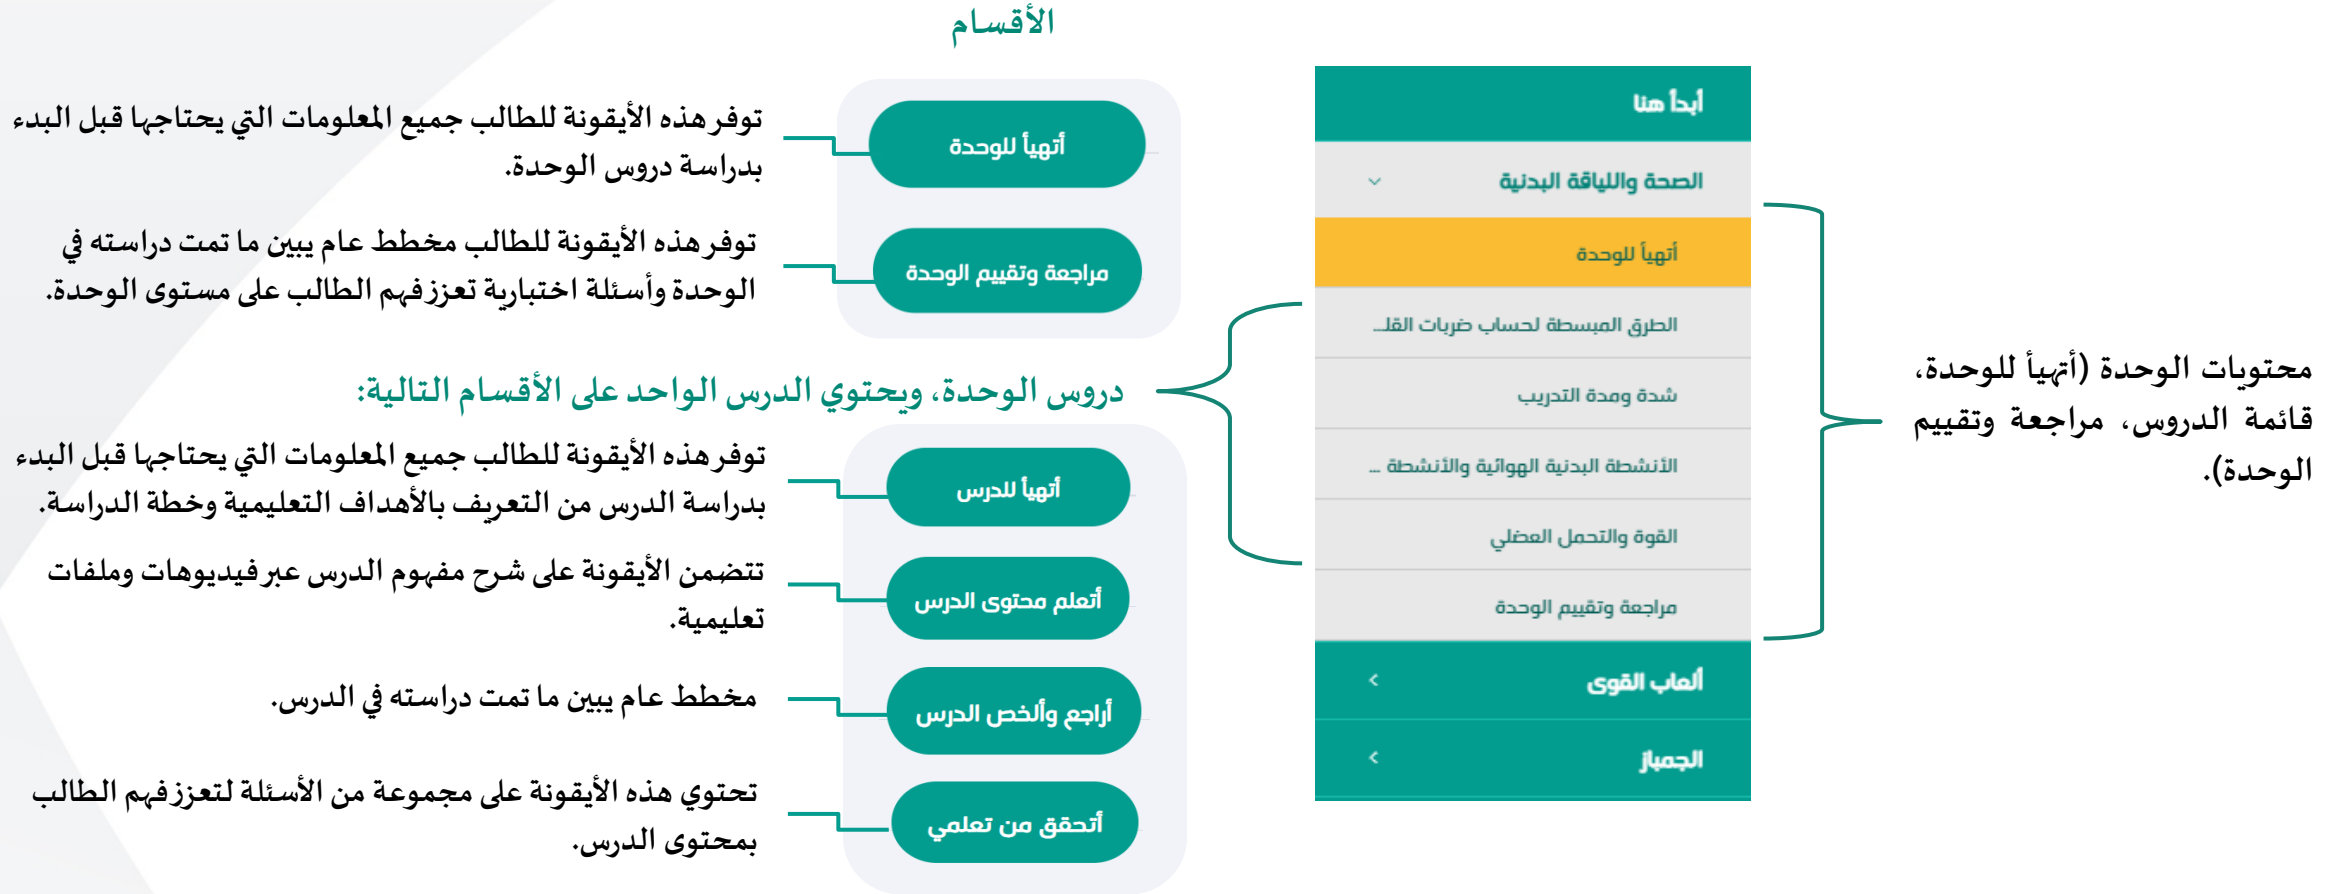 الأقسام
أبدأ هنا
الصحة واللياقة البدنية
أتهيأ للوحدة
الطرق المبسطة لحساب ضربات القلـ...
شدة ومدة التدريب
الأنشطة البدنية الهوائية والأنشطة ...
القوة والتحمل العضلي
مراجعة وتقييم الوحدة
ألعاب القوى
الجمباز
محتويات الوحدة (أتهيأ للوحدة،
قائمة الدروس، مراجعة وتقييم
الوحدة).
أتهيأ للوحدة
توفر هذه الأيقونة للطالب جميع المعلومات التي يحتاجها قبل البدء
بدراسة دروس الوحدة.
مراجعة وتقييم الوحدة
توفر هذه الأيقونة للطالب مخطط عام يبين ما تمت دراسته في
الوحدة وأسئلة اختبارية تعزز فهم الطالب على مستوى الوحدة.
دروس الوحدة، ويحتوي الدرس الواحد على الأقسام التالية:
أتهيأ للدرس
توفر هذه الأيقونة للطالب جميع المعلومات التي يحتاجها قبل البدء
بدراسة الدرس من التعريف بالأهداف التعليمية وخطة الدراسة.
أتعلم محتوى الدرس
تتضمن الأيقونة على شرح مفهوم الدرس عبر فيديوهات وملفات
تعليمية.
أراجع وألخص الدرس
مخطط عام يبين ما تمت دراسته في الدرس.
أتحقق من تعلمي
تحتوي هذه الأيقونة على مجموعة من الأسئلة لتعزز فهم الطالب
بمحتوى الدرس.